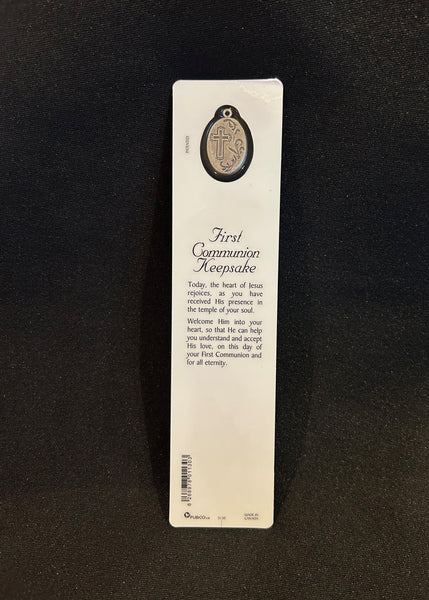 PATENTED
First
Communion
Keepsake
Today, the heart of Jesus
rejoices, as you have
received His presence in
the temple of your soul.
Welcome Him into your
heart, so that He can help
you understand and accept
His love, on this day of
your First Communion and
for all eternity.
MADE IN
CANADA